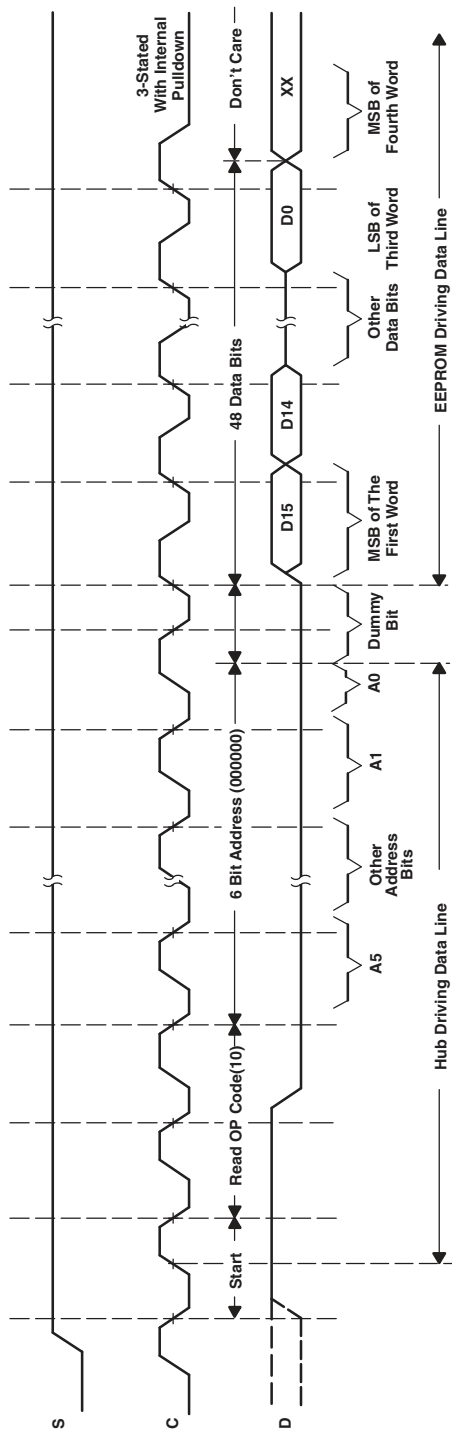 S
C
D
3-Stated
With Internal
Pulldown
Start
Read OP Code(10)
6 Bit Address (000000)
48 Data Bits
Don't Care
D15
D14
D0
XX
A5
Other
Address
Bits
A1
A0
Dummy
Bit
MSB of The
First Word
Other
Data Bits
LSB of
Third Word
MSB of
Fourth Word
Hub Driving Data Line
EEPROM Driving Data Line